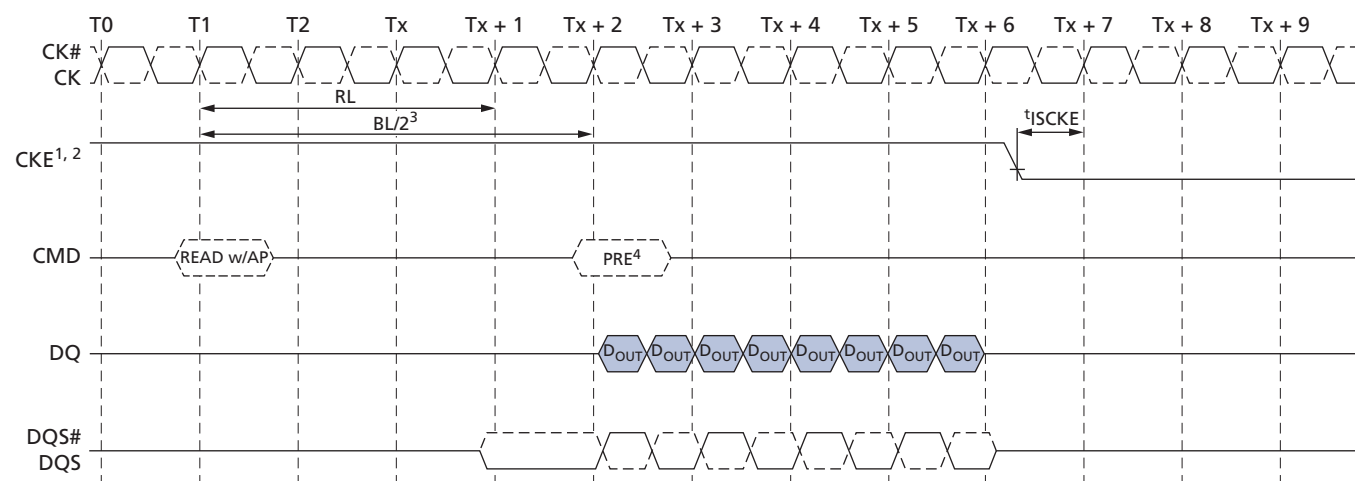 T0 T1 T2 Tx Tx + 1 Tx + 2 Tx + 3 Tx + 4 Tx + 5 Tx + 6 Tx + 7 Tx + 8 Tx + 9
CK#
CK
RL
BL/2³
CKE¹, ²
ᵗISCKE
CMD READ w/AP PRE⁴
DQ DOUT DOUT DOUT DOUT DOUT DOUT DOUT DOUT
DQS#
DQS